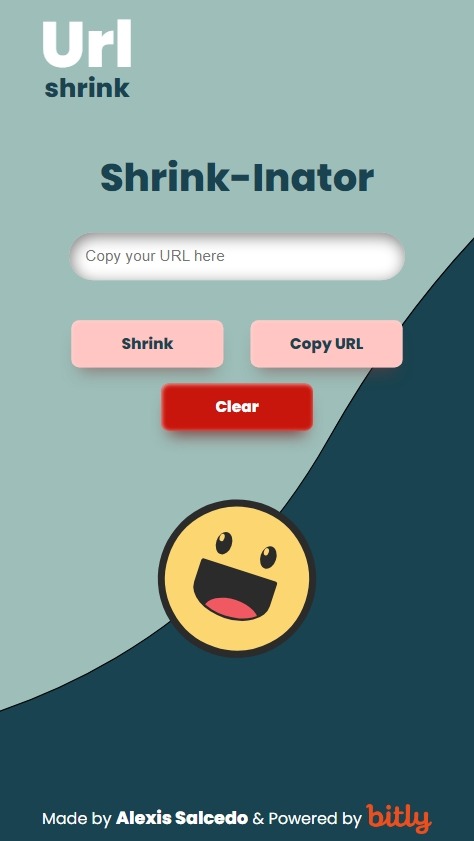 Url
shrink
Shrink-Inator
Copy your URL here
Shrink
Copy URL
Clear
Made by Alexis Salcedo & Powered by bitly